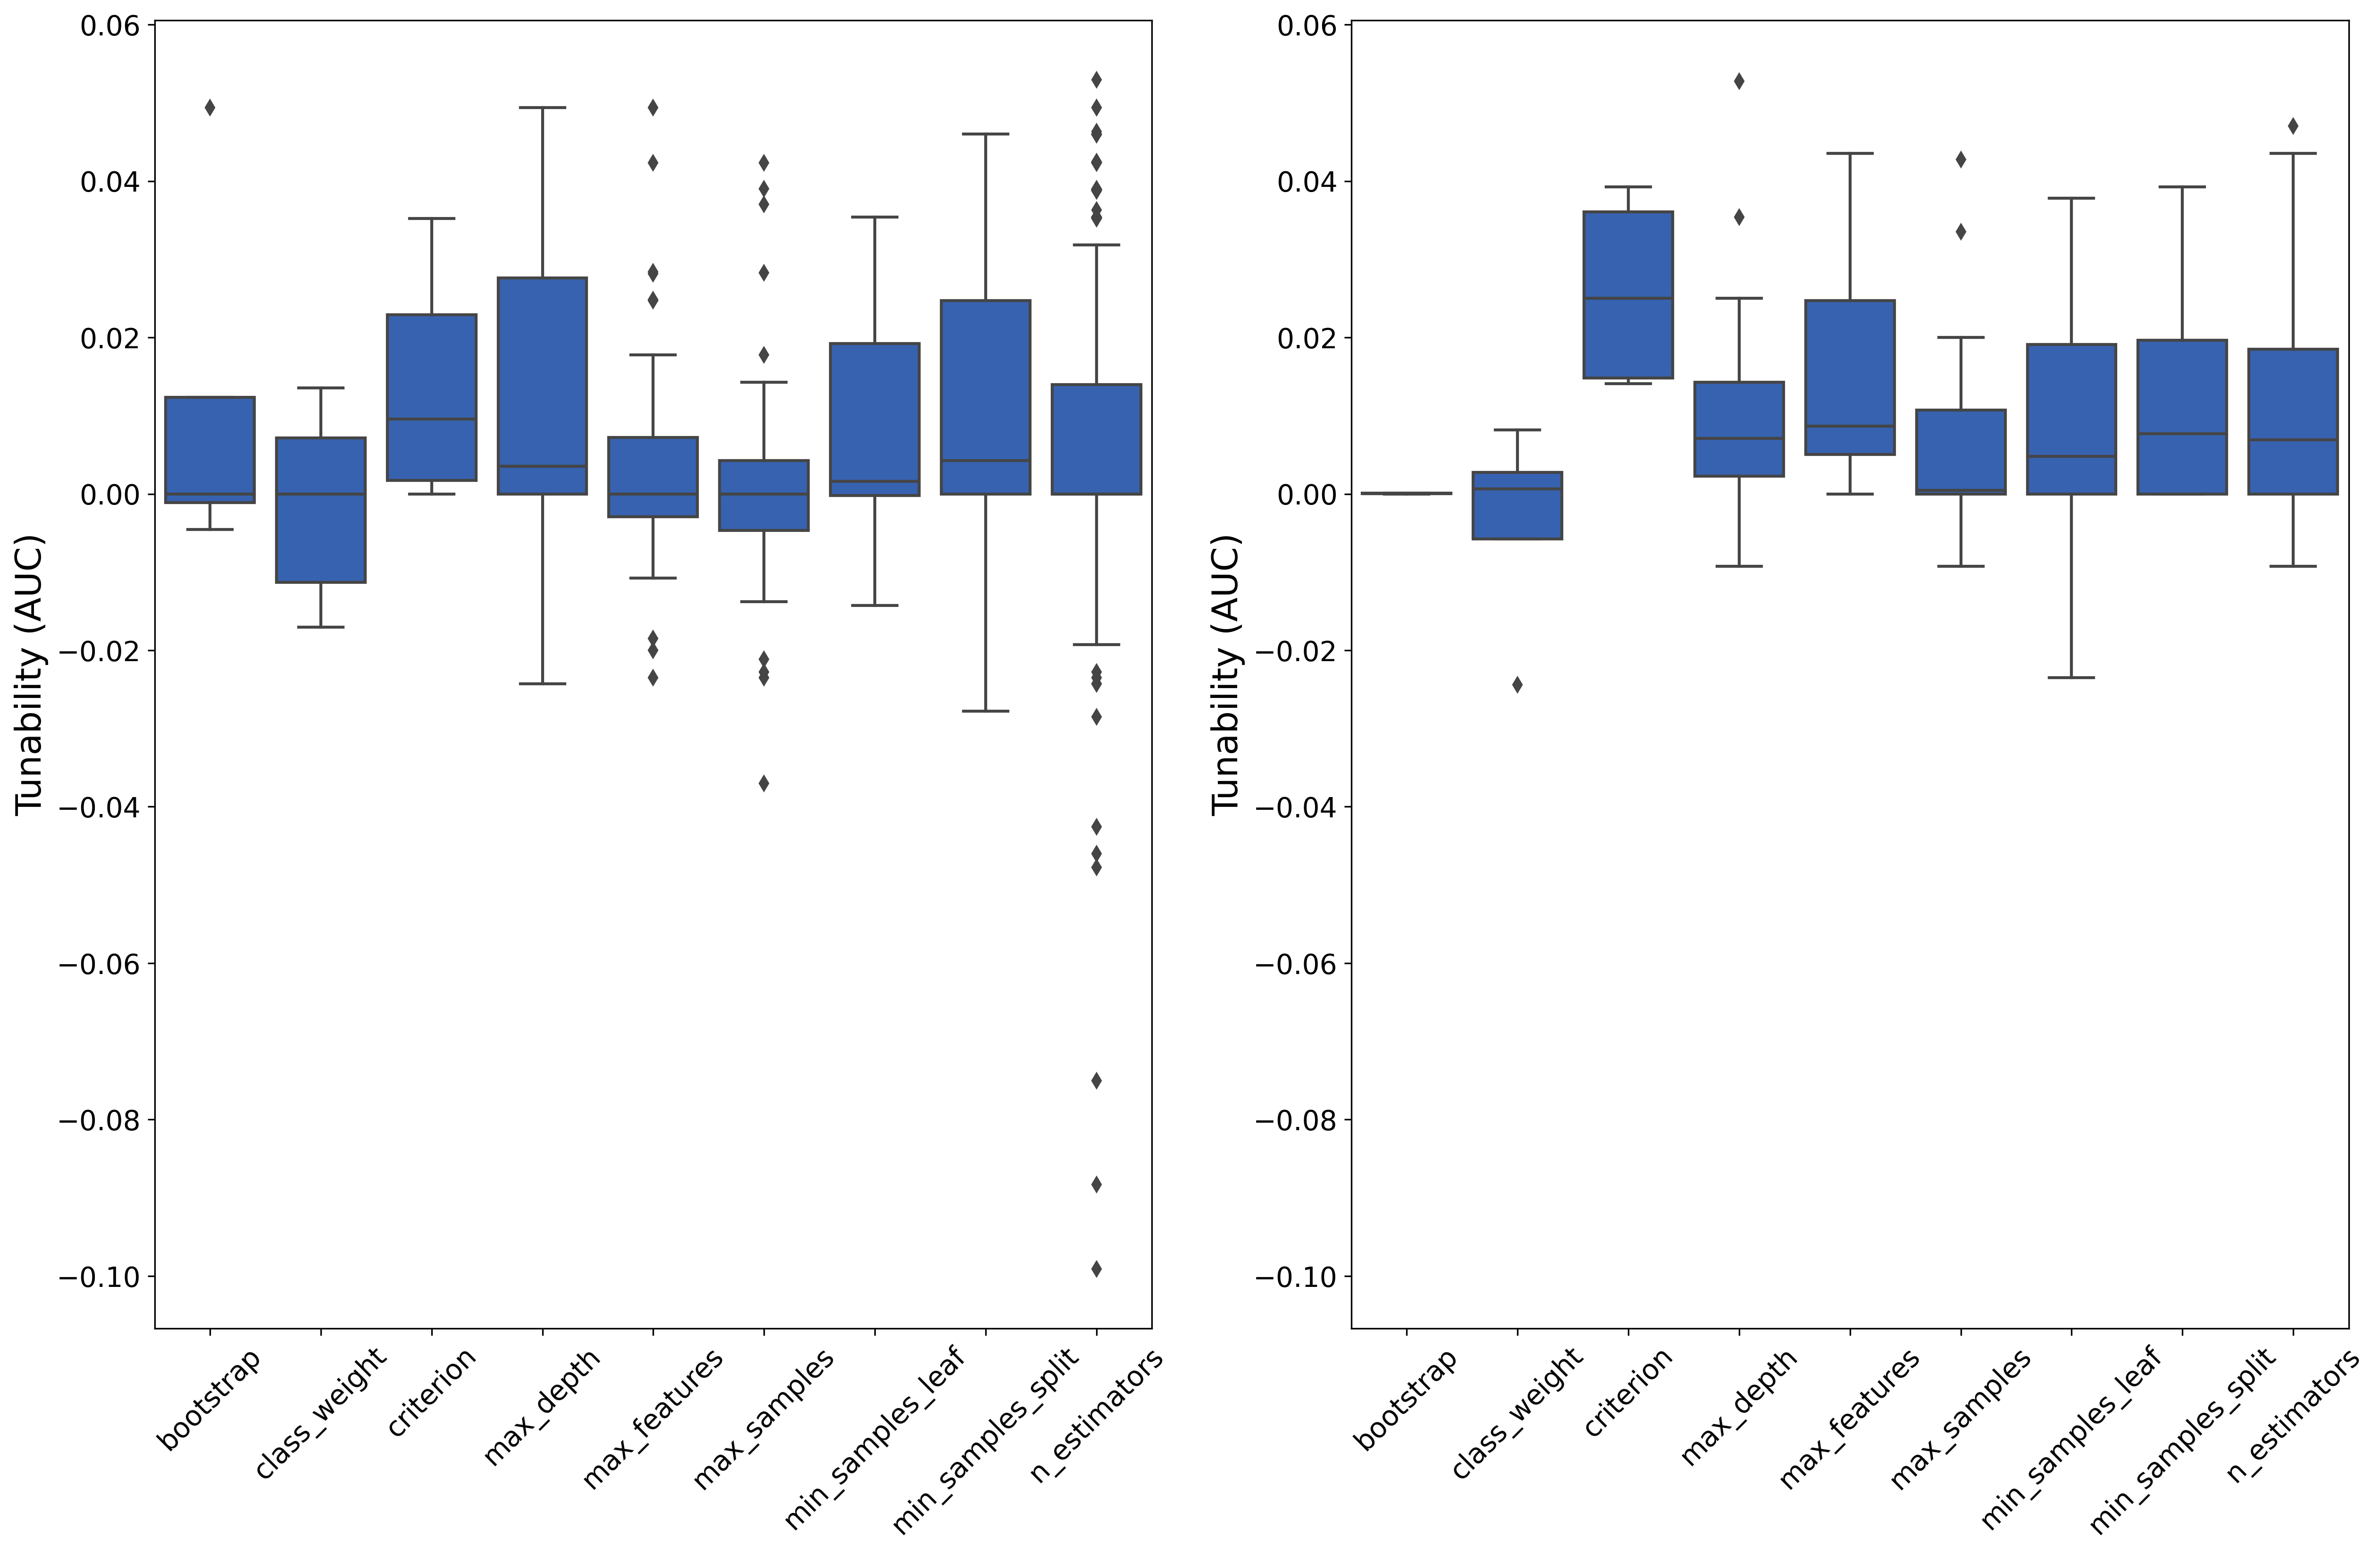 Tunability (AUC)
0.06
0.04
0.02
0.00
−0.02
−0.04
−0.06
−0.08
−0.10
bootstrap
class_weight
criterion
max_depth
max_features
max_samples
min_samples_leaf
min_samples_split
n_estimators
Tunability (AUC)
0.06
0.04
0.02
0.00
−0.02
−0.04
−0.06
−0.08
−0.10
bootstrap
class_weight
criterion
max_depth
max_features
max_samples
min_samples_leaf
min_samples_split
n_estimators